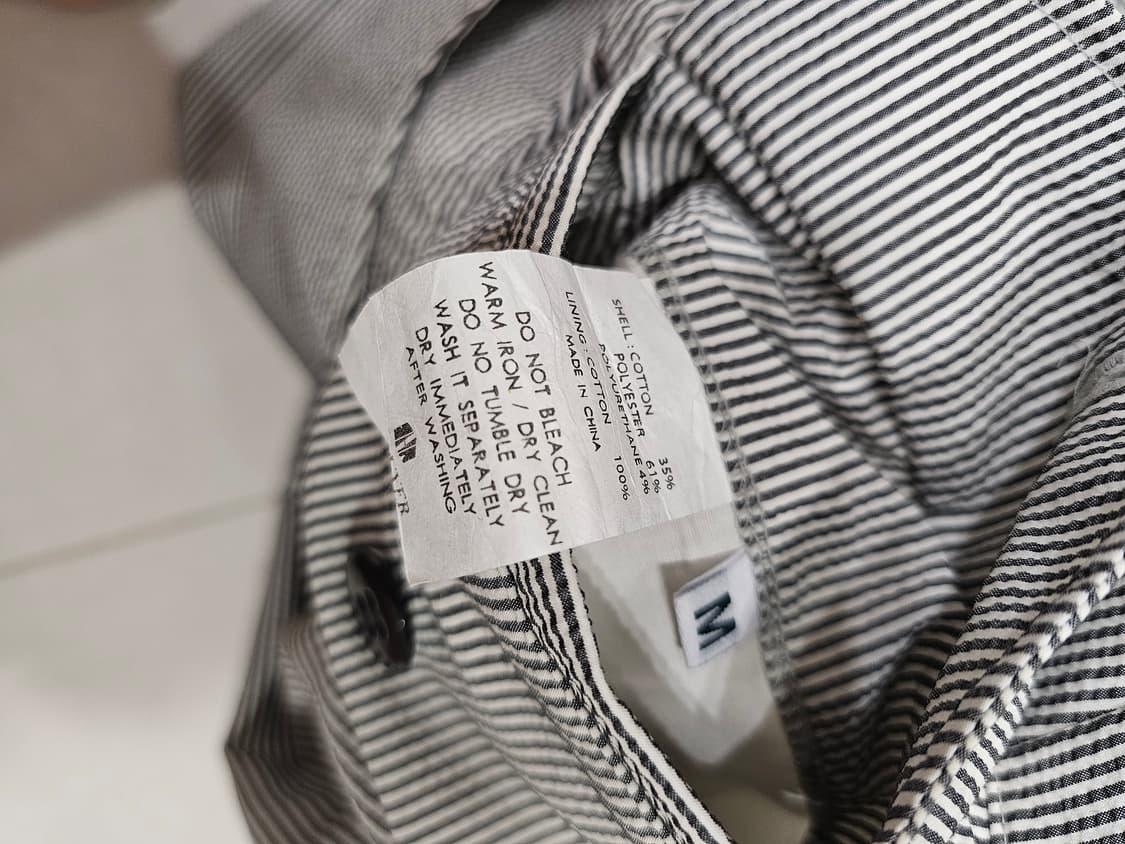 SHELL : COTTON 35%
POLYESTER 61%
POLYURETHANE 4%
LINING : COTTON 100%
MADE IN CHINA
DO NOT BLEACH
WARM IRON / DRY CLEAN
DO NO TUMBLE DRY
WASH IT SEPARATELY
DRY IMMEDIATELY
AFTER WASHING
M